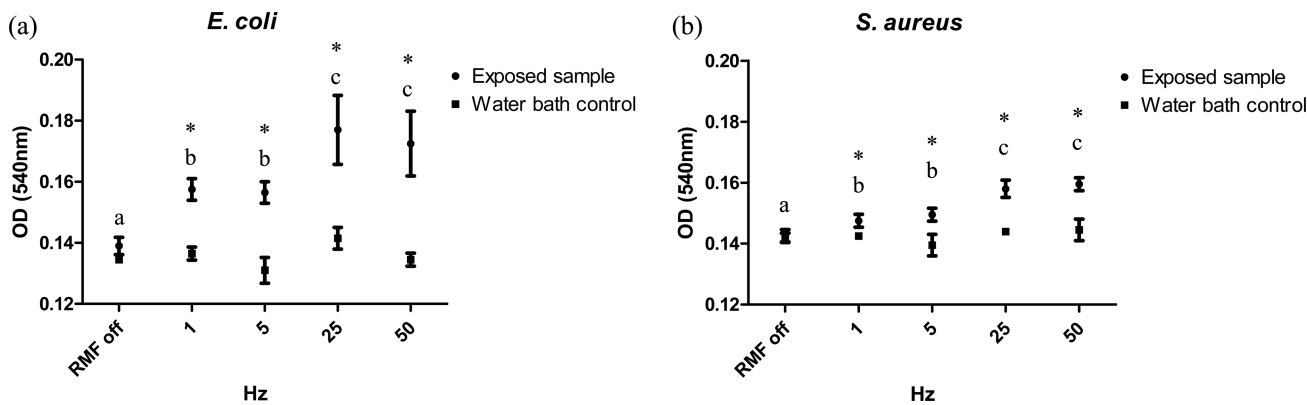 (a)
E. coli
0.20
0.18
0.16
0.14
0.12
OD (540nm)
a
*
b
*
b
*
c
*
c
Exposed sample
Water bath control
RMF off
1
5
25
50
Hz
(b)
S. aureus
0.20
0.18
0.16
0.14
0.12
OD (540nm)
a
*
b
*
b
*
c
*
c
Exposed sample
Water bath control
RMF off
1
5
25
50
Hz